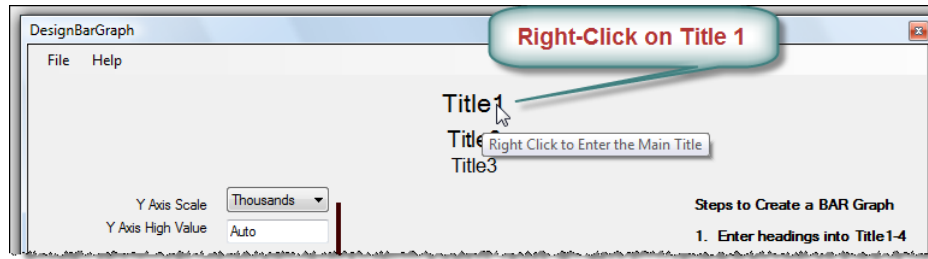 DesignBarGraph
Right-Click on Title 1
File Help
Title1
Title
Right Click to Enter the Main Title
Title3
Y Axis Scale Thousands
Steps to Create a BAR Graph
Y Axis High Value Auto
1. Enter headings into Title1-4